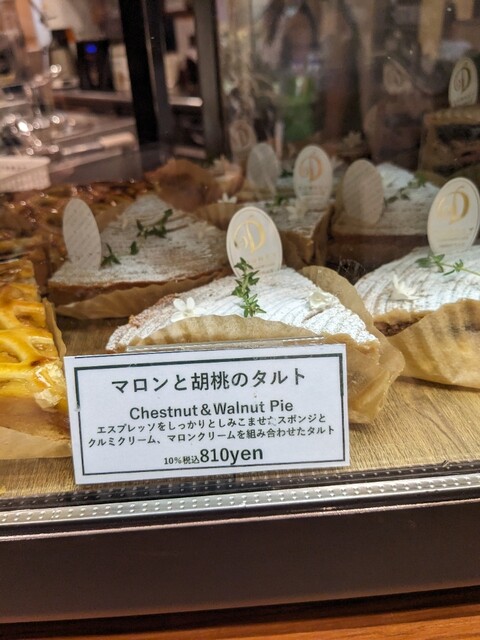 マロンと胡桃のタルト
Chestnut & Walnut Pie
エスプレッソをしっかりとしみこませたスポンジと
クルミクリーム、マロンクリームを組み合わせたタルト
10%税込810yen
D
D
D